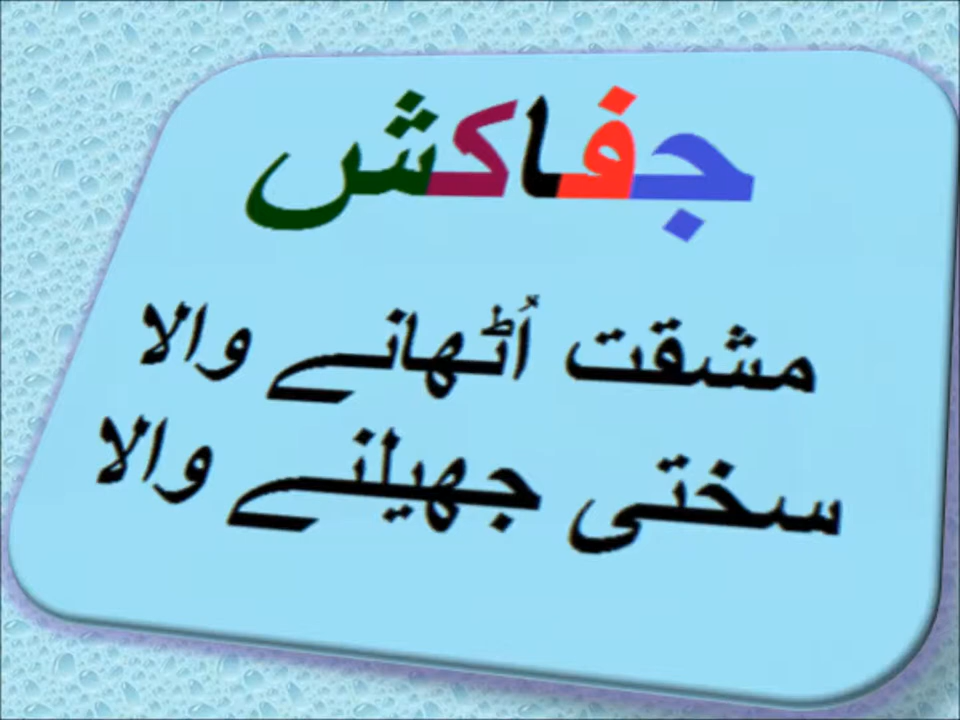 جفاکش
مشقت اُٹھانے والا
سختی جھیلنے والا